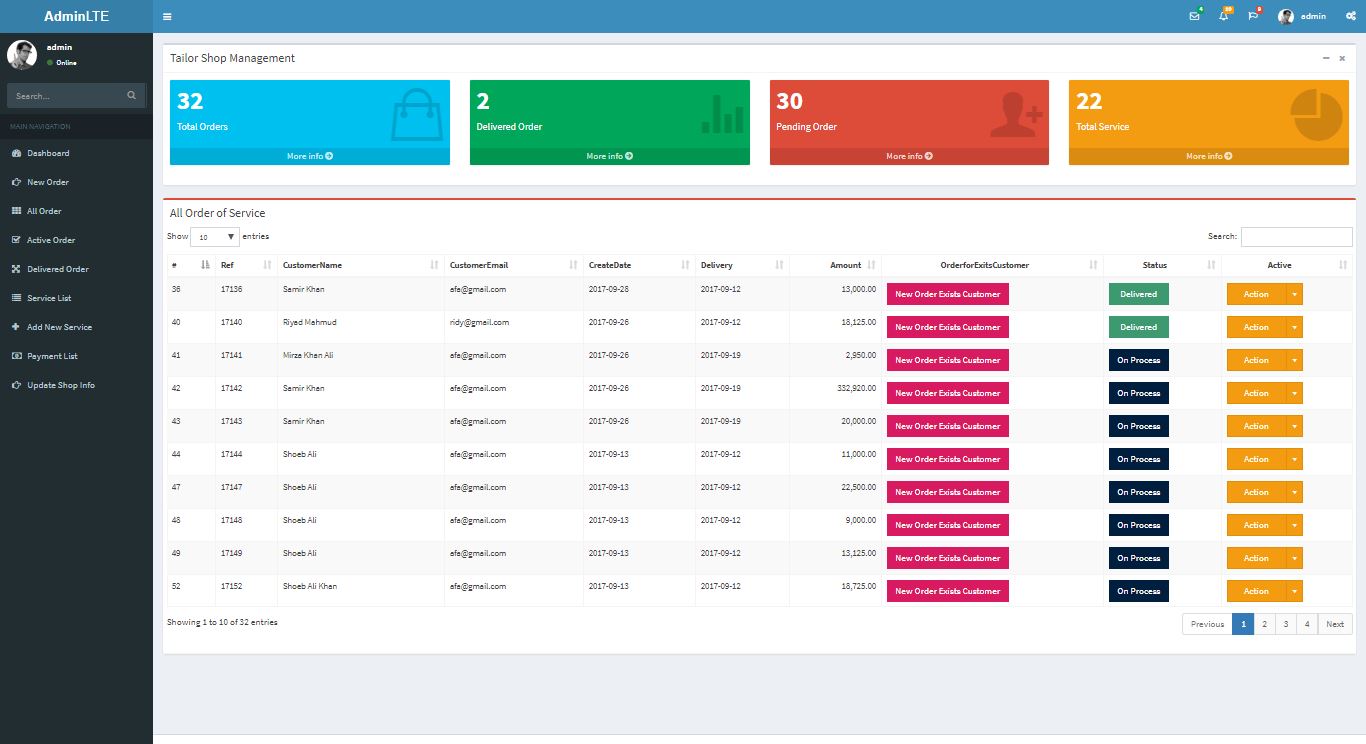 AdminLTE
4
10
9
admin
admin
Online
Search...
MAIN NAVIGATION
Dashboard
New Order
All Order
Active Order
Delivered Order
Service List
Add New Service
Payment List
Update Shop Info
Tailor Shop Management
32
Total Orders
More info
2
Delivered Order
More info
30
Pending Order
More info
22
Total Service
More info
All Order of Service
Show 10 entries
Search:
# Ref CustomerName CustomerEmail CreateDate Delivery Amount OrderforExitsCustomer Status Active
36 17136 Samir Khan afa@gmail.com 2017-09-28 2017-09-12 13,000.00 New Order Exists Customer Delivered Action
40 17140 Riyad Mahmud ridy@gmail.com 2017-09-26 2017-09-12 18,125.00 New Order Exists Customer Delivered Action
41 17141 Mirza Khan Ali afa@gmail.com 2017-09-26 2017-09-19 2,950.00 New Order Exists Customer On Process Action
42 17142 Samir Khan afa@gmail.com 2017-09-26 2017-09-19 332,920.00 New Order Exists Customer On Process Action
43 17143 Samir Khan afa@gmail.com 2017-09-26 2017-09-19 20,000.00 New Order Exists Customer On Process Action
44 17144 Shoeb Ali afa@gmail.com 2017-09-13 2017-09-12 11,000.00 New Order Exists Customer On Process Action
47 17147 Shoeb Ali afa@gmail.com 2017-09-13 2017-09-12 22,500.00 New Order Exists Customer On Process Action
48 17148 Shoeb Ali afa@gmail.com 2017-09-13 2017-09-12 9,000.00 New Order Exists Customer On Process Action
49 17149 Shoeb Ali afa@gmail.com 2017-09-13 2017-09-12 13,125.00 New Order Exists Customer On Process Action
52 17152 Shoeb Ali Khan afa@gmail.com 2017-09-13 2017-09-12 18,725.00 New Order Exists Customer On Process Action
Showing 1 to 10 of 32 entries
Previous 1 2 3 4 Next